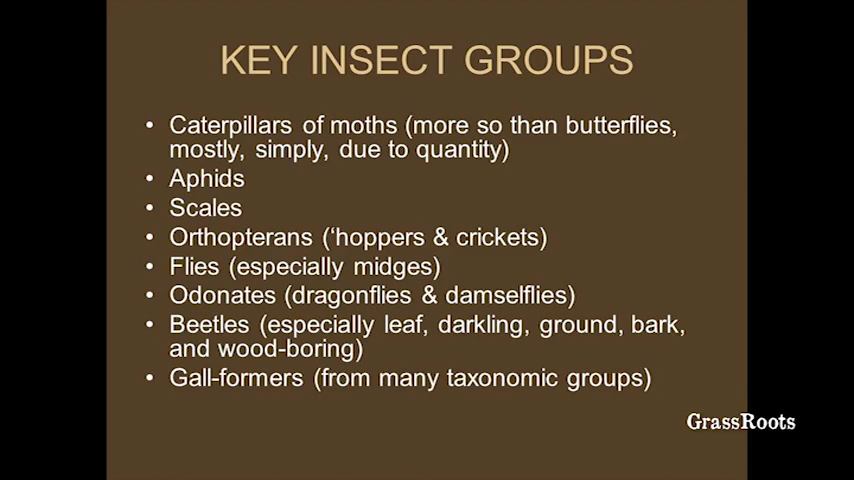 KEY INSECT GROUPS
• Caterpillars of moths (more so than butterflies,
mostly, simply, due to quantity)
• Aphids
• Scales
• Orthopterans (‘hoppers & crickets)
• Flies (especially midges)
• Odonates (dragonflies & damselflies)
• Beetles (especially leaf, darkling, ground, bark,
and wood-boring)
• Gall-formers (from many taxonomic groups)
GrassRoots